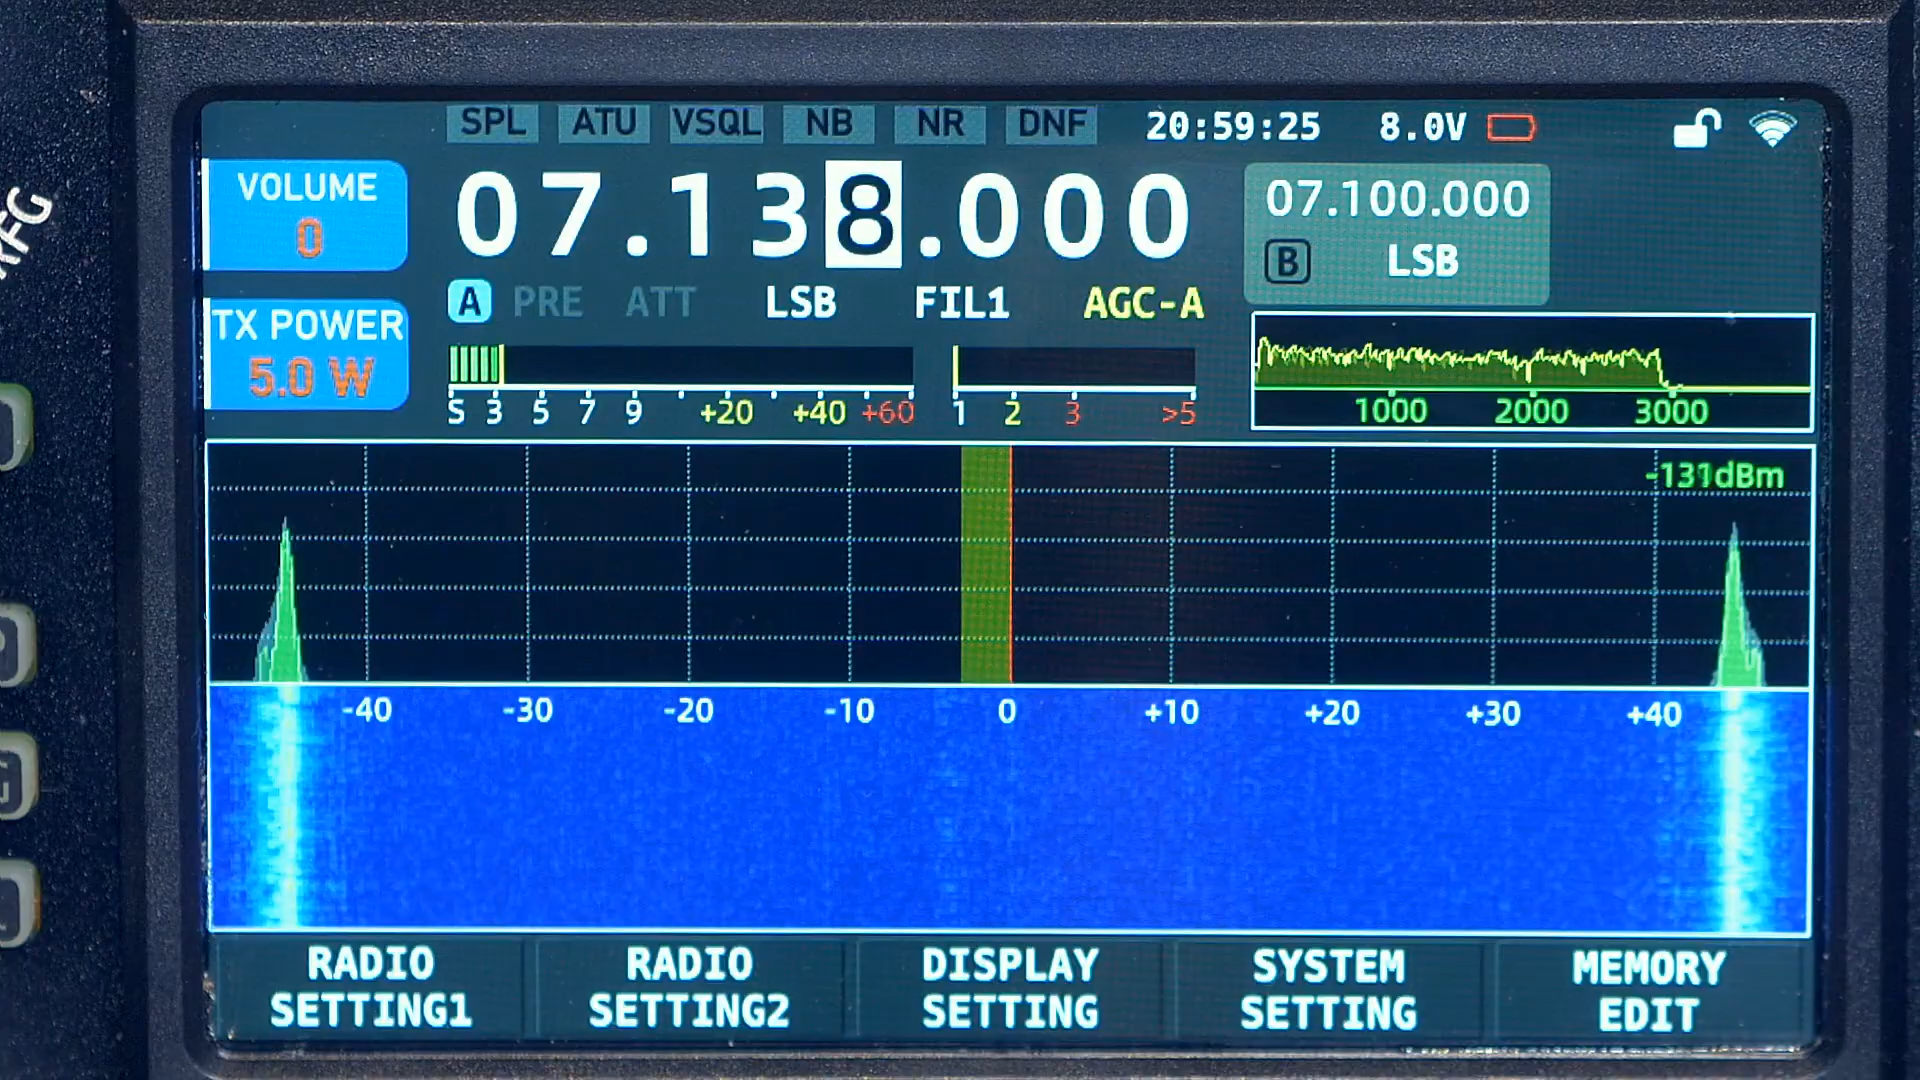 SPL ATU VSQL NB NR DNF 20:59:25 8.0V
VOLUME
0
07.138.000
07.100.000
B LSB
A PRE ATT LSB FIL1 AGC-A
TX POWER
5.0 W
S 3 5 7 9 +20 +40 +60
1 2 3 >5
1000 2000 3000
-131dBm
-40 -30 -20 -10 0 +10 +20 +30 +40
RADIO SETTING1
RADIO SETTING2
DISPLAY SETTING
SYSTEM SETTING
MEMORY EDIT